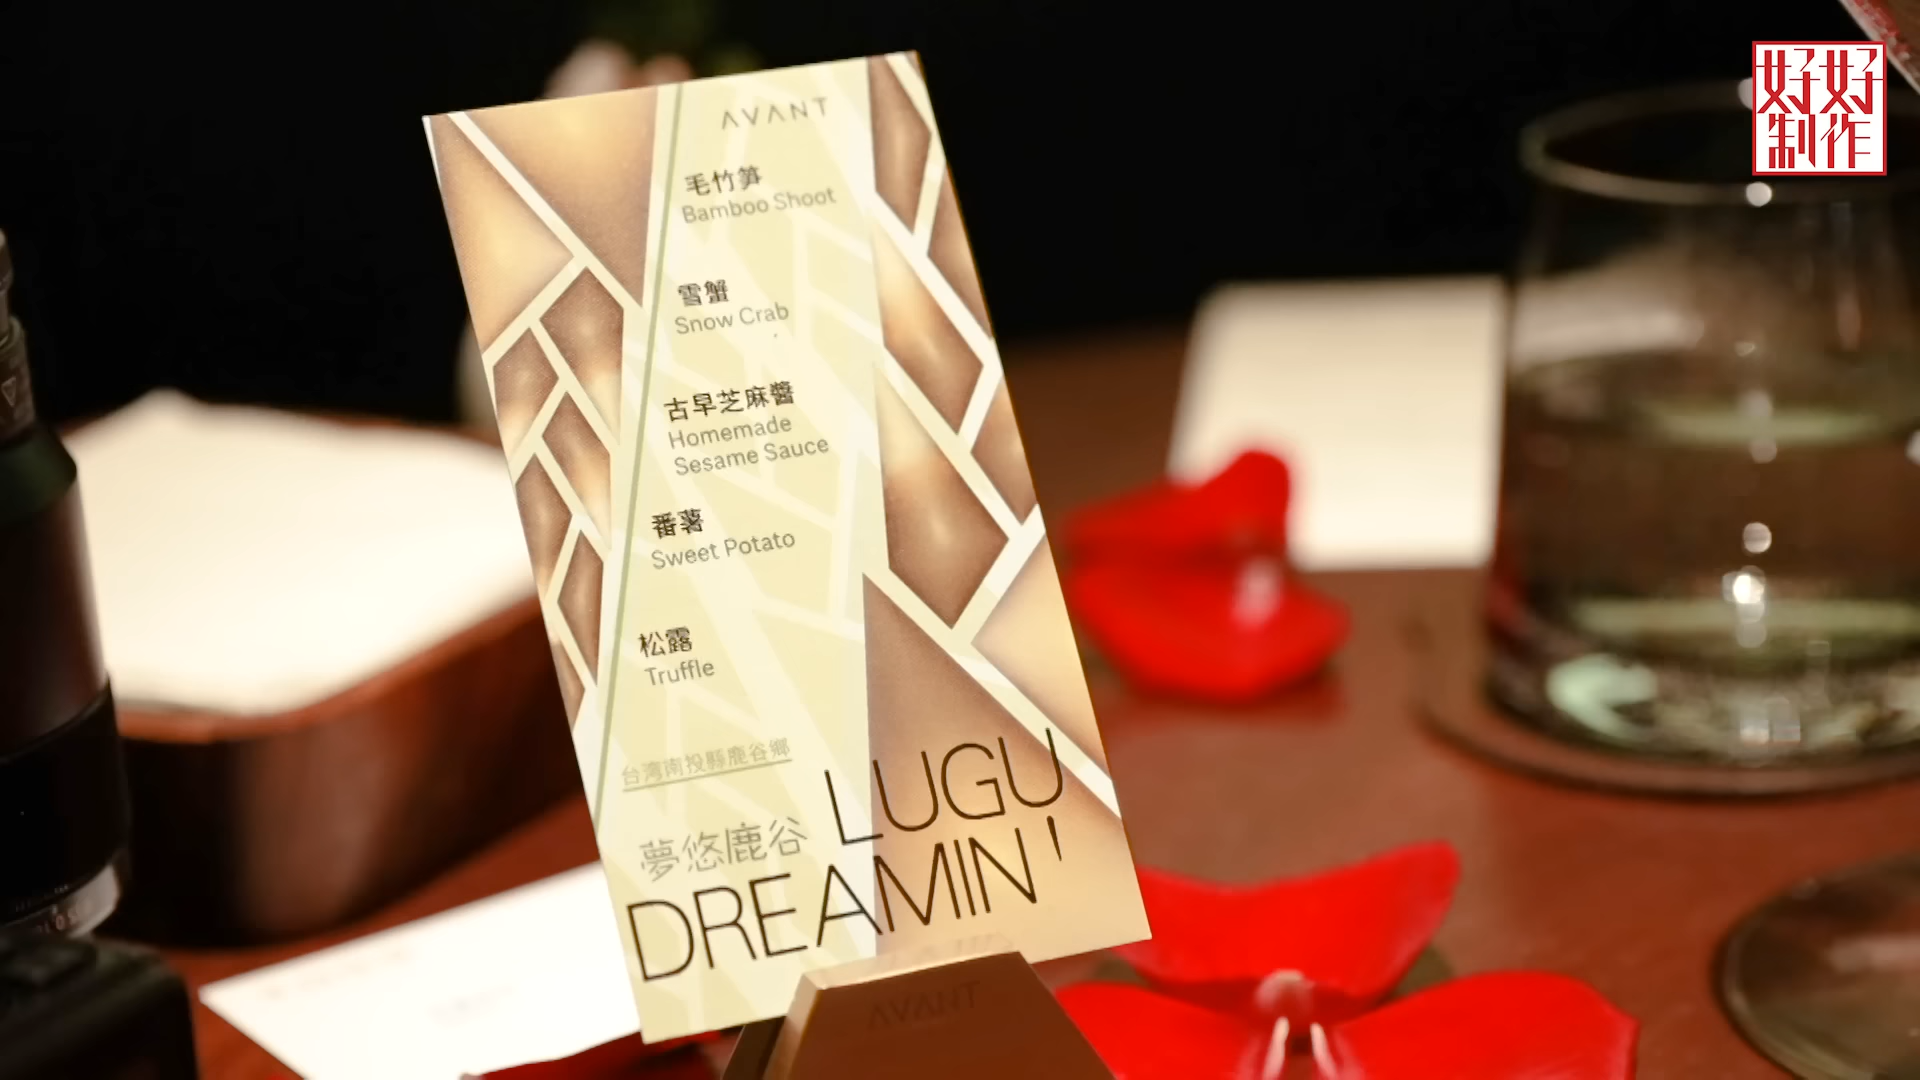 AVANT
毛竹笋
Bamboo Shoot
雪蟹
Snow Crab
古早芝麻醬
Homemade
Sesame Sauce
番薯
Sweet Potato
松露
Truffle
台湾南投縣鹿谷鄉
夢悠鹿谷
LUGU
DREAMIN'
AVANT
好好
制作